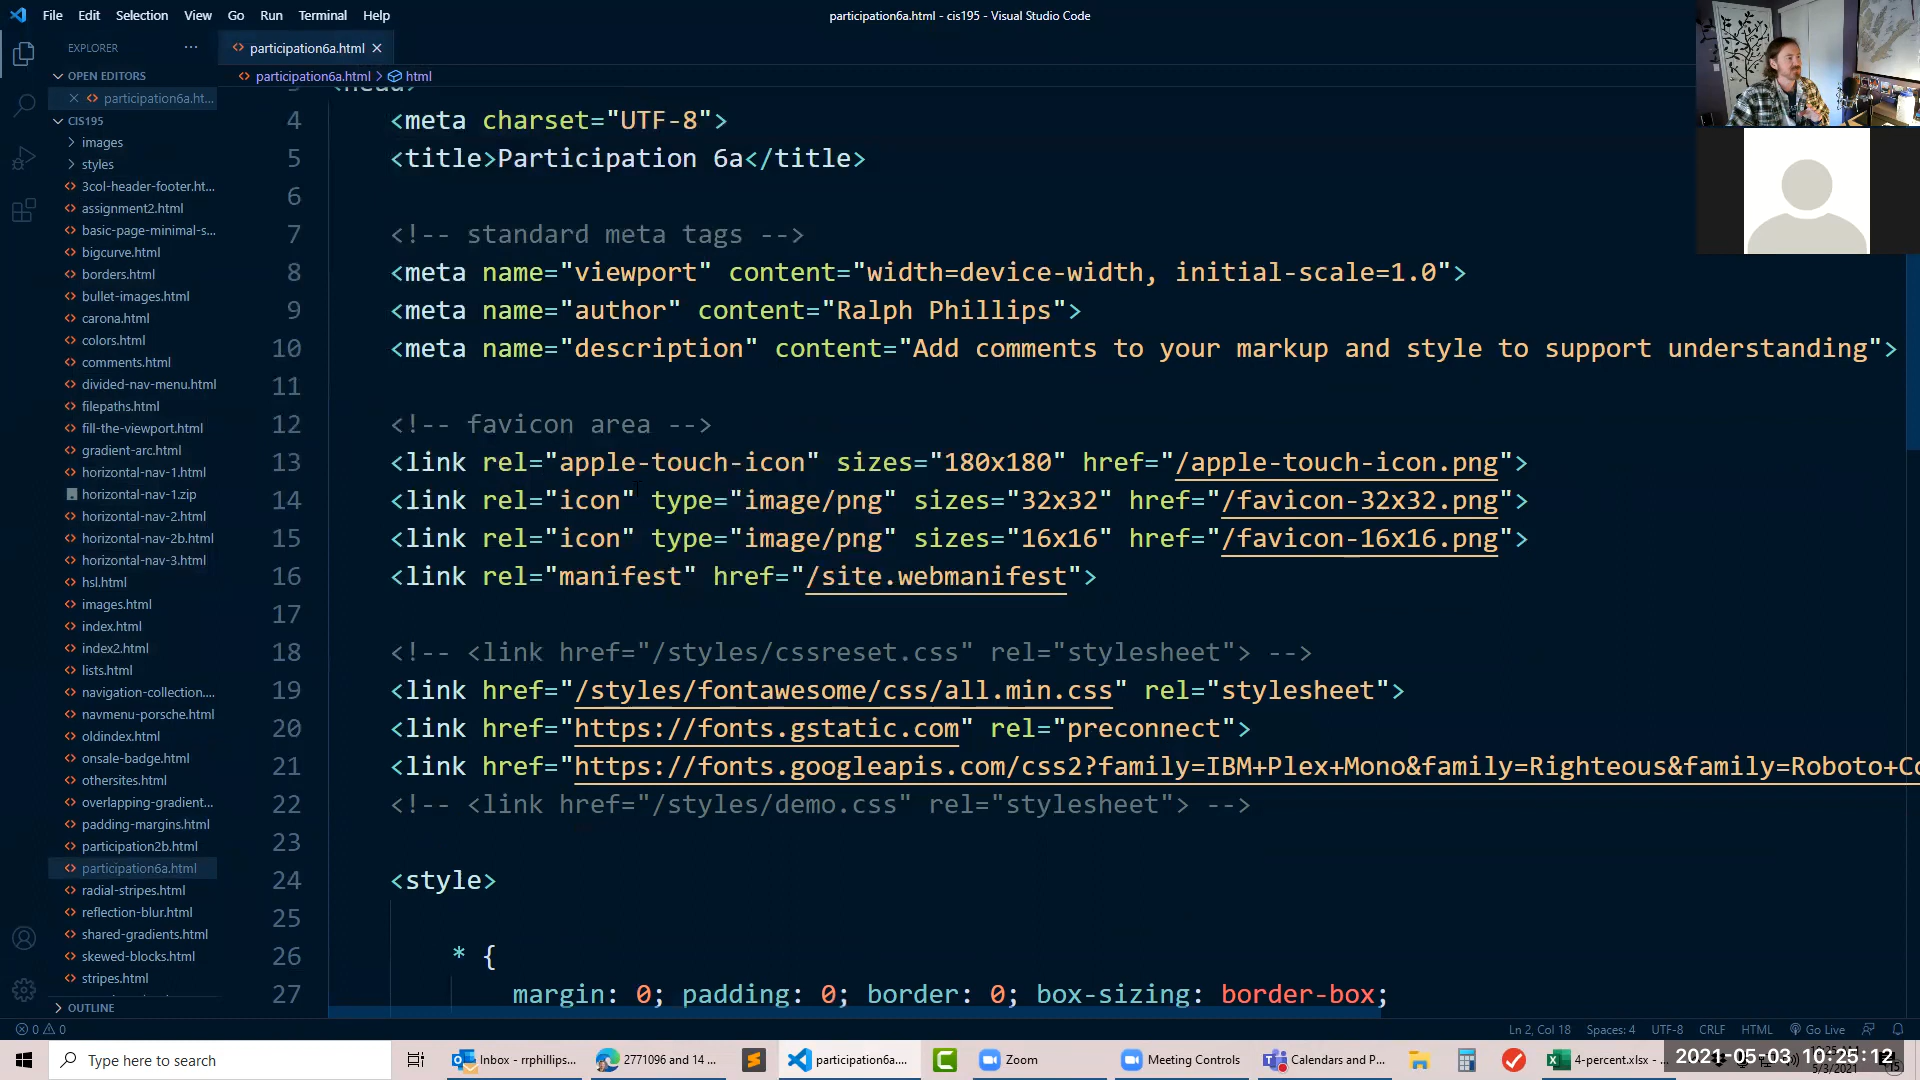 File Edit Selection View Go Run Terminal Help
participation6a.html - cis195 - Visual Studio Code
EXPLORER ···
participation6a.html ×
OPEN EDITORS
participation6a.html > html
× participation6a.ht...
CIS195
images
styles
3col-header-footer.ht...
assignment2.html
basic-page-minimal-s...
bigcurve.html
borders.html
bullet-images.html
carona.html
colors.html
comments.html
divided-nav-menu.html
filepaths.html
fill-the-viewport.html
gradient-arc.html
horizontal-nav-1.html
horizontal-nav-1.zip
horizontal-nav-2.html
horizontal-nav-2b.html
horizontal-nav-3.html
hsl.html
images.html
index.html
index2.html
lists.html
navigation-collection....
navmenu-porsche.html
oldindex.html
onsale-badge.html
othersites.html
overlapping-gradient...
padding-margins.html
participation2b.html
participation6a.html
radial-stripes.html
reflection-blur.html
shared-gradients.html
skewed-blocks.html
stripes.html
OUTLINE
4 <meta charset="UTF-8">
5 <title>Participation 6a</title>
6
7 <!-- standard meta tags -->
8 <meta name="viewport" content="width=device-width, initial-scale=1.0">
9 <meta name="author" content="Ralph Phillips">
10 <meta name="description" content="Add comments to your markup and style to support understanding">
11
12 <!-- favicon area -->
13 <link rel="apple-touch-icon" sizes="180x180" href="/apple-touch-icon.png">
14 <link rel="icon" type="image/png" sizes="32x32" href="/favicon-32x32.png">
15 <link rel="icon" type="image/png" sizes="16x16" href="/favicon-16x16.png">
16 <link rel="manifest" href="/site.webmanifest">
17
18 <!-- <link href="/styles/cssreset.css" rel="stylesheet"> -->
19 <link href="/styles/fontawesome/css/all.min.css" rel="stylesheet">
20 <link href="https://fonts.gstatic.com" rel="preconnect">
21 <link href="https://fonts.googleapis.com/css2?family=IBM+Plex+Mono&family=Righteous&family=Roboto+Co
22 <!-- <link href="/styles/demo.css" rel="stylesheet"> -->
23
24 <style>
25
26 * {
27 margin: 0; padding: 0; border: 0; box-sizing: border-box;
0 0
Ln 2, Col 18 Spaces: 4 UTF-8 CRLF HTML Go Live
Type here to search
Inbox - rrphillips...
2771096 and 14 ...
participation6a....
Zoom
Meeting Controls
Calendars and P...
4-percent.xlsx - ...
2021-05-03 10:25:12
5/3/2021